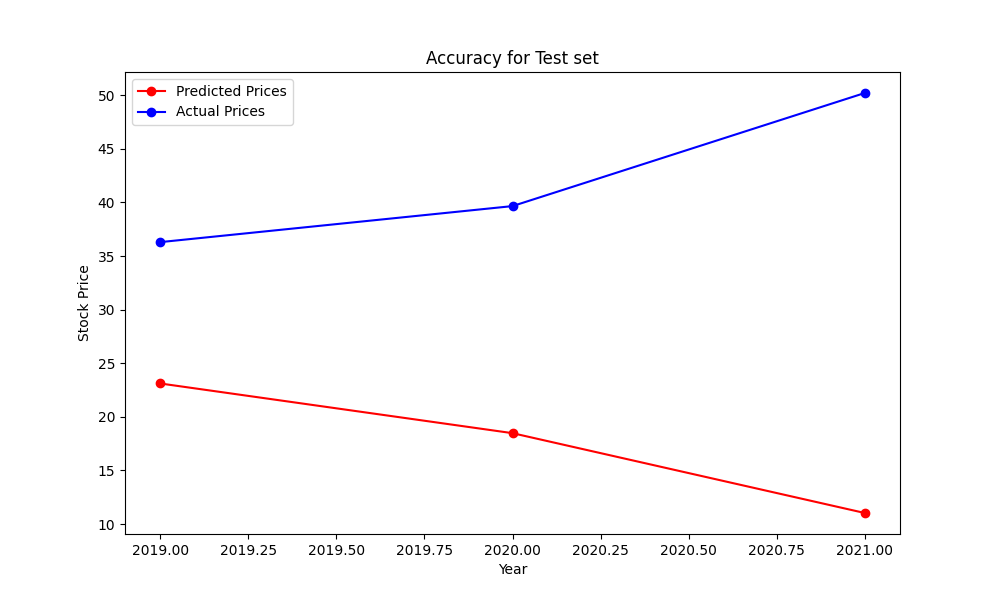 Accuracy for Test set
Predicted Prices
Actual Prices
50
45
40
35
30
25
20
15
10
Stock Price
2019.00 2019.25 2019.50 2019.75 2020.00 2020.25 2020.50 2020.75 2021.00
Year